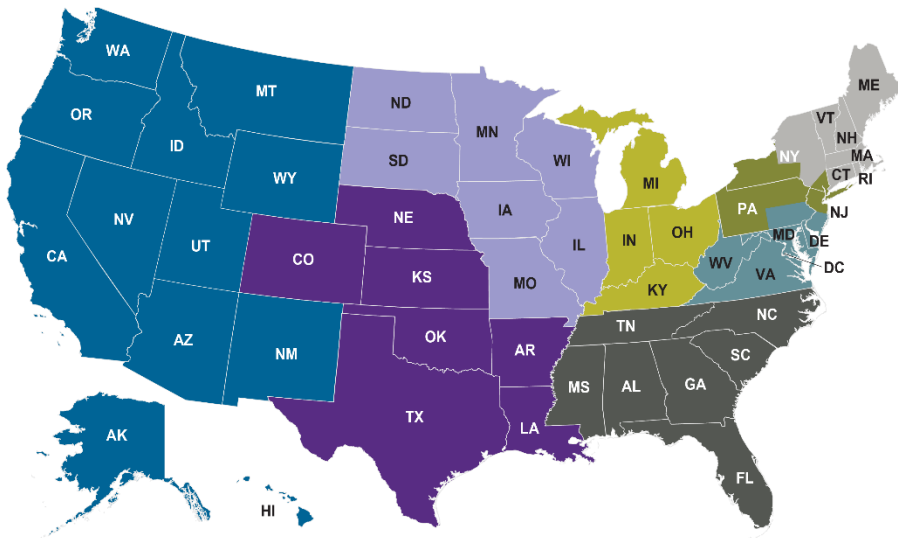 WA
MT
ND
MN
ME
VT
NH
OR
ID
SD
WI
NY
MA
CT
RI
WY
MI
NV
NE
IA
PA
NJ
CA
UT
CO
IL
IN
OH
MD
DE
DC
KS
MO
WV
VA
KY
AZ
NM
OK
AR
TN
NC
SC
MS
AL
GA
TX
LA
AK
HI
FL